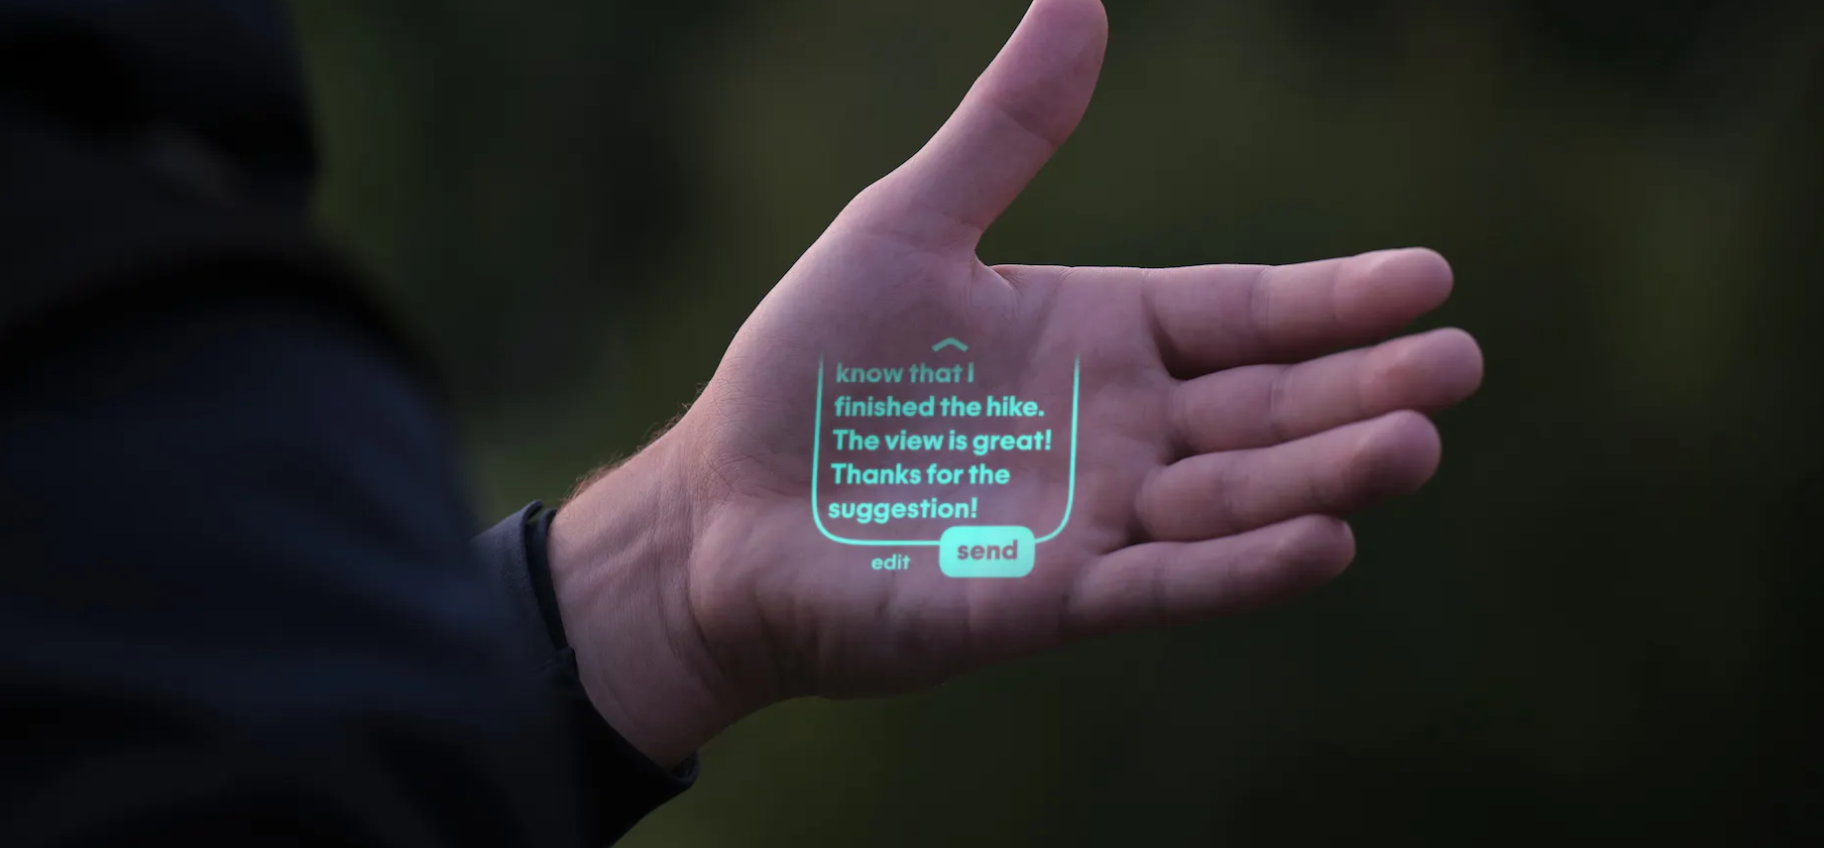 know that I
finished the hike.
The view is great!
Thanks for the
suggestion!
edit
send